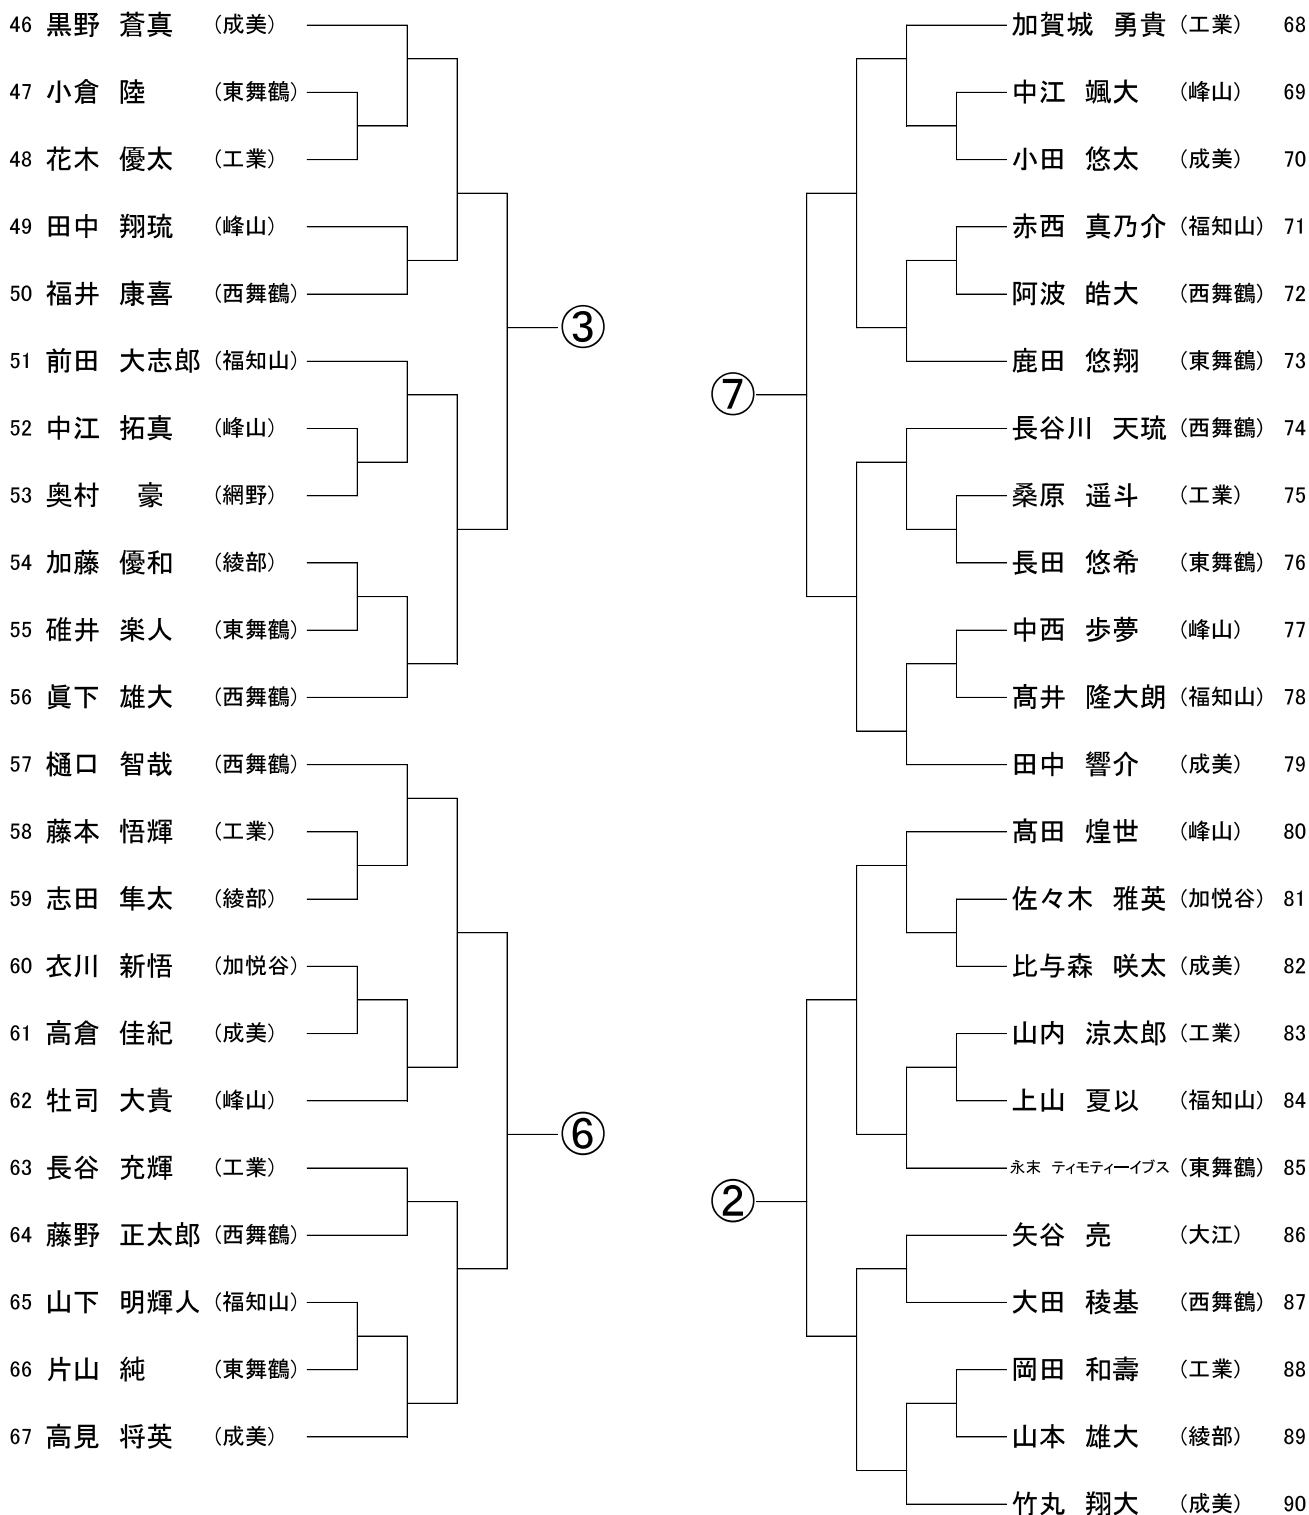 46 黒野 蒼真 (成美)
47 小倉 陸 (東舞鶴)
48 花木 優太 (工業)
49 田中 翔琉 (峰山)
50 福井 康喜 (西舞鶴)
③
51 前田 大志郎 (福知山)
52 中江 拓真 (峰山)
53 奥村 豪 (網野)
54 加藤 優和 (綾部)
55 碓井 楽人 (東舞鶴)
56 眞下 雄大 (西舞鶴)
57 樋口 智哉 (西舞鶴)
58 藤本 悟輝 (工業)
59 志田 隼太 (綾部)
60 衣川 新悟 (加悦谷)
61 高倉 佳紀 (成美)
62 牡司 大貴 (峰山)
⑥
63 長谷 充輝 (工業)
64 藤野 正太郎 (西舞鶴)
65 山下 明輝人 (福知山)
66 片山 純 (東舞鶴)
67 高見 将英 (成美)
加賀城 勇貴 (工業) 68
中江 颯大 (峰山) 69
小田 悠太 (成美) 70
赤西 真乃介 (福知山) 71
阿波 皓大 (西舞鶴) 72
鹿田 悠翔 (東舞鶴) 73
⑦
長谷川 天琉 (西舞鶴) 74
桑原 遥斗 (工業) 75
長田 悠希 (東舞鶴) 76
中西 歩夢 (峰山) 77
髙井 隆大朗 (福知山) 78
田中 響介 (成美) 79
髙田 煌世 (峰山) 80
佐々木 雅英 (加悦谷) 81
比与森 咲太 (成美) 82
山内 涼太郎 (工業) 83
上山 夏以 (福知山) 84
永末 ティモティーイブス (東舞鶴) 85
②
矢谷 亮 (大江) 86
大田 稜基 (西舞鶴) 87
岡田 和壽 (工業) 88
山本 雄大 (綾部) 89
竹丸 翔大 (成美) 90